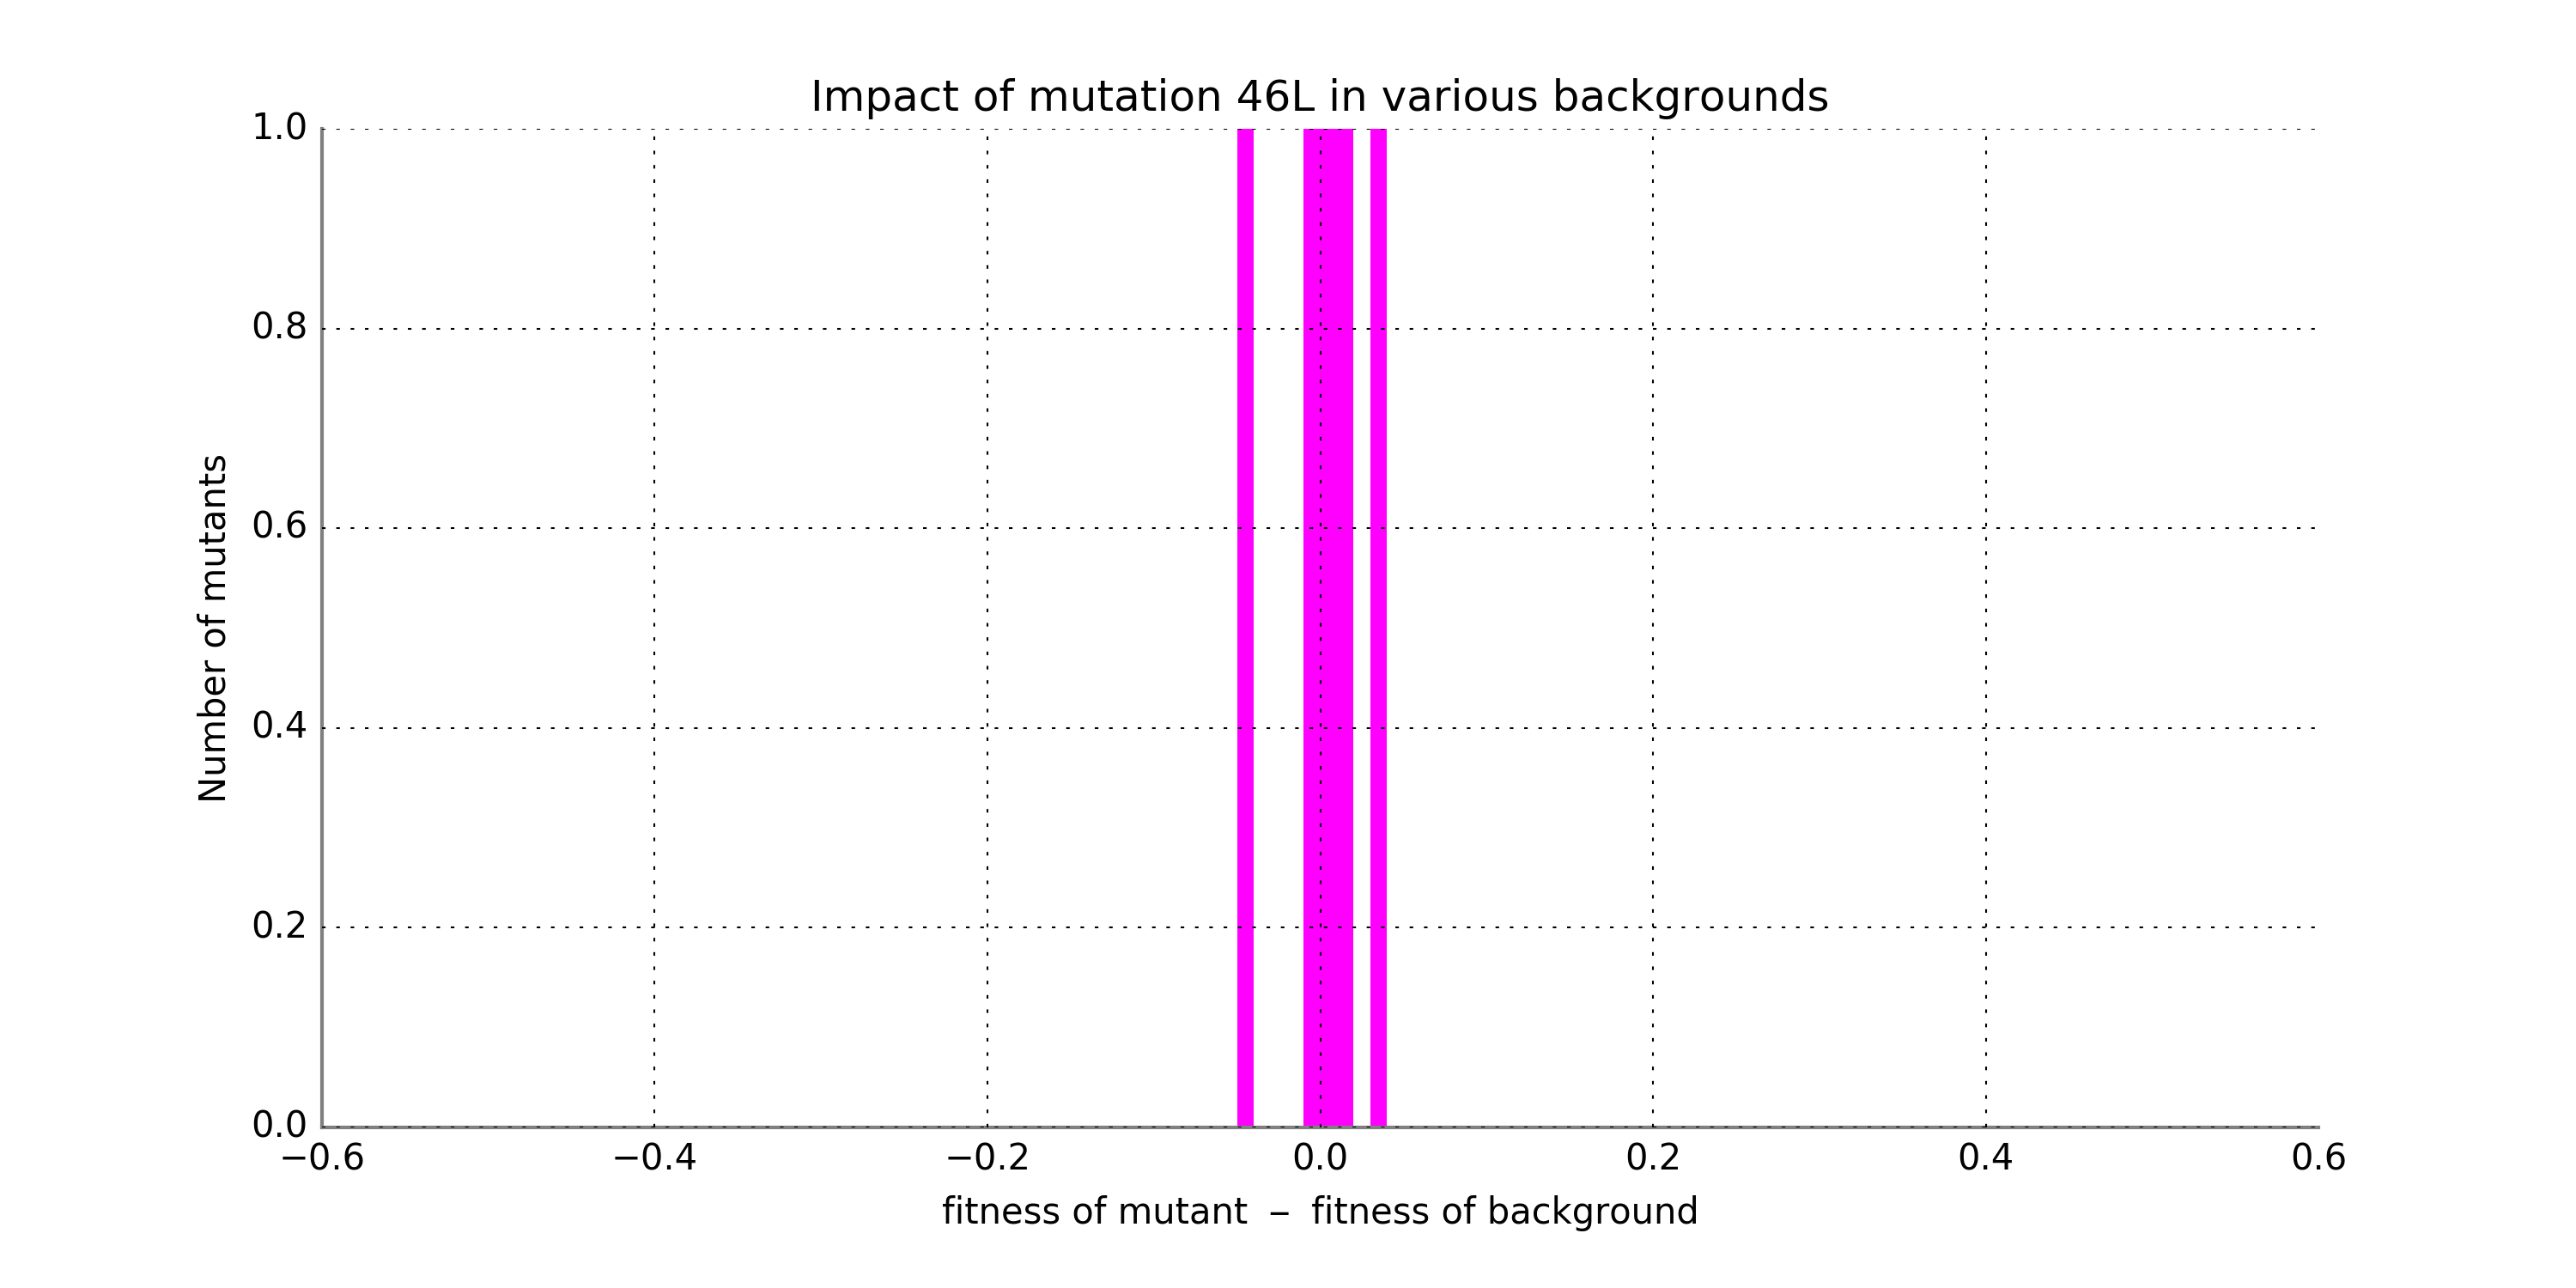 Impact of mutation 46L in various backgrounds
1.0
0.8
0.6
0.4
0.2
0.0
Number of mutants
−0.6 −0.4 −0.2 0.0 0.2 0.4 0.6
fitness of mutant − fitness of background